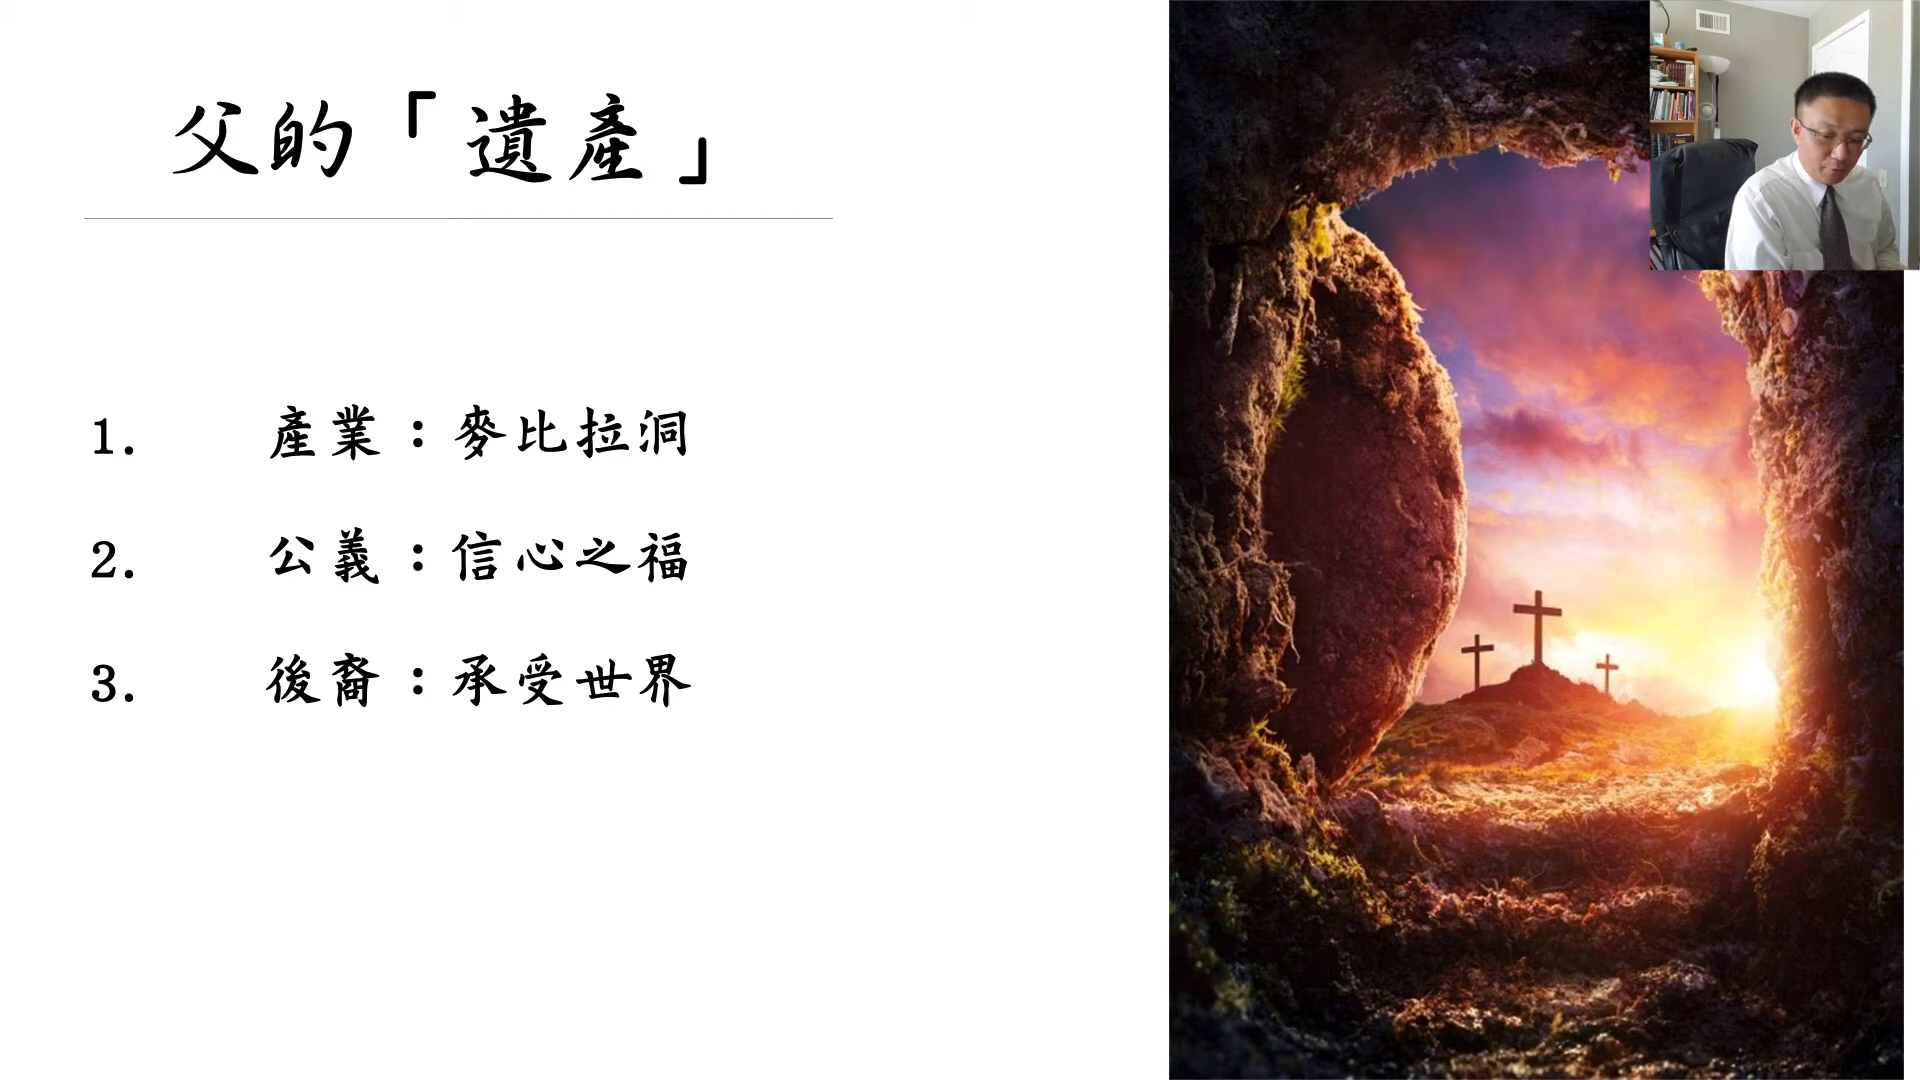 父的「遺產」
1. 產業：麥比拉洞
2. 公義：信心之福
3. 後裔：承受世界